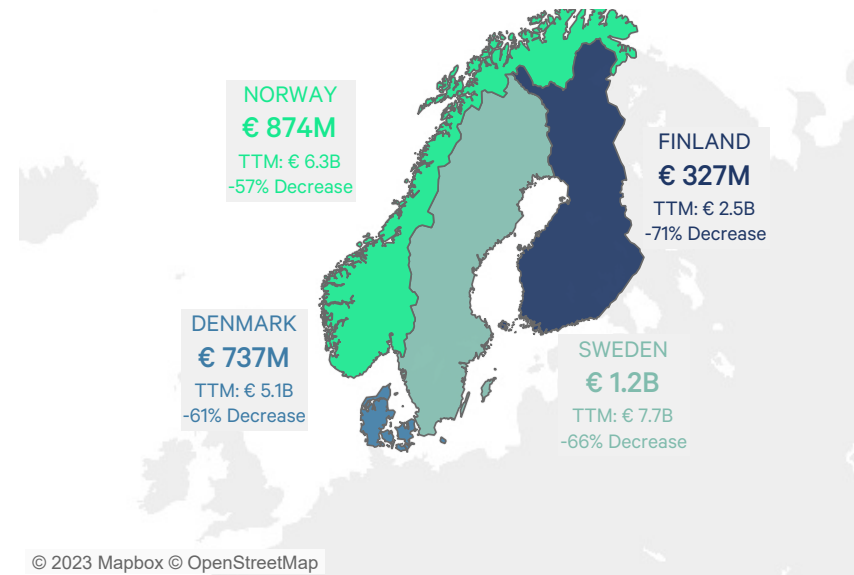 NORWAY
€ 874M
TTM: € 6.3B
-57% Decrease
FINLAND
€ 327M
TTM: € 2.5B
-71% Decrease
DENMARK
€ 737M
TTM: € 5.1B
-61% Decrease
SWEDEN
€ 1.2B
TTM: € 7.7B
-66% Decrease
© 2023 Mapbox © OpenStreetMap